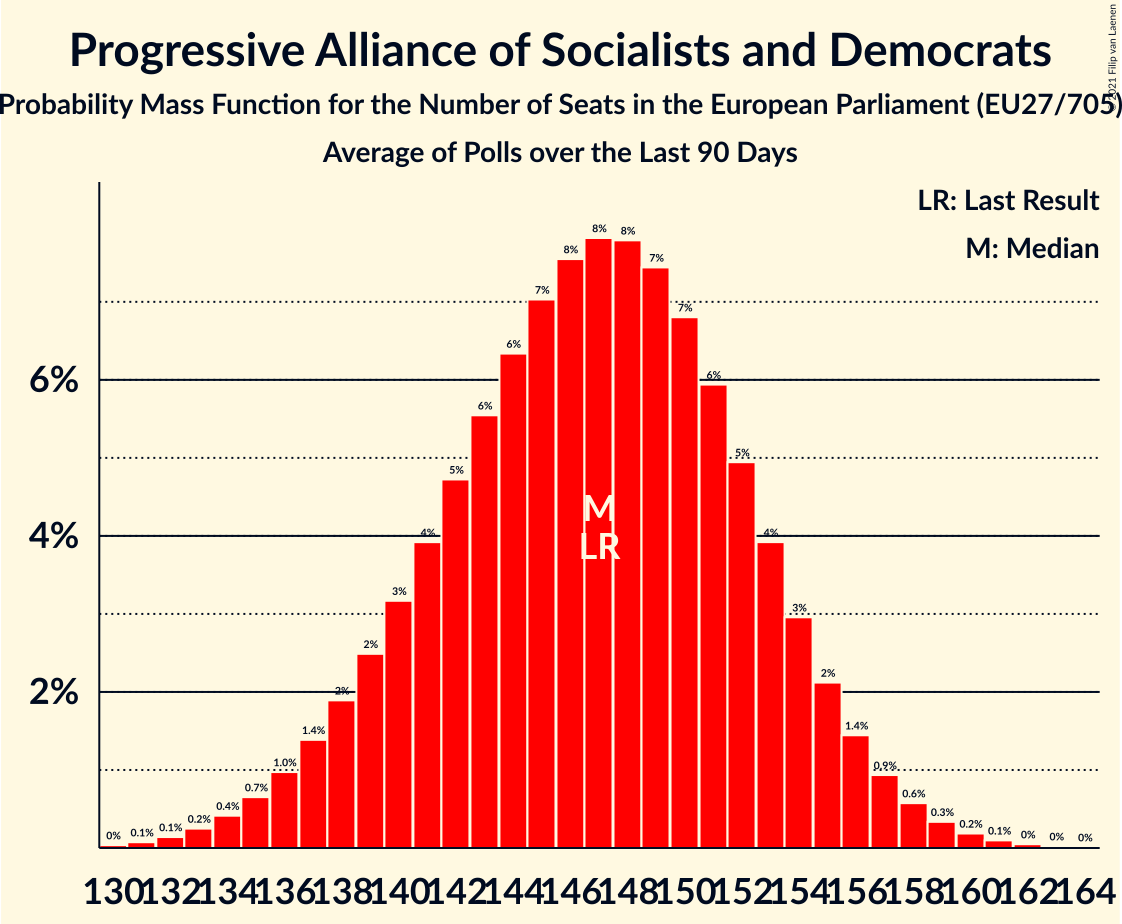 Progressive Alliance of Socialists and Democrats
Probability Mass Function for the Number of Seats in the European Parliament (EU27/705)
Average of Polls over the Last 90 Days
© 2021 Filip van Laenen
LR: Last Result
M: Median
8% 8%
8% 7%
7% 7%
6% 6%
6%
6% 5%
5%
4% 4%
M
4%
LR
3% 3%
2% 2%
2%
2%
1.4% 1.4%
1.0% 0.9%
0.7% 0.6%
0.4% 0.3%
0% 0.1% 0.1% 0.2% 0.2% 0.1% 0% 0% 0%
130 132 134 136 138 140 142 144 146 148 150 152 154 156 158 160 162 164